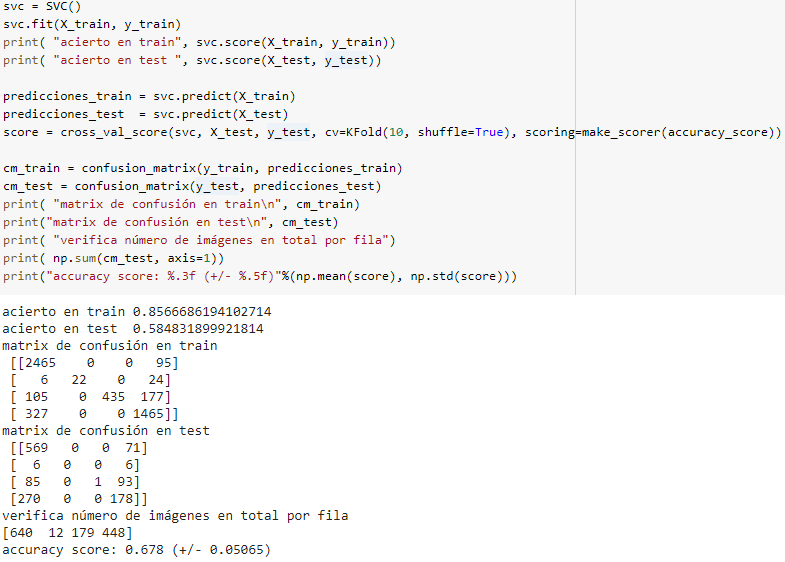 svc = SVC()
svc.fit(X_train, y_train)
print( "acierto en train", svc.score(X_train, y_train))
print( "acierto en test ", svc.score(X_test, y_test))
predicciones_train = svc.predict(X_train)
predicciones_test  = svc.predict(X_test)
score = cross_val_score(svc, X_test, y_test, cv=KFold(10, shuffle=True), scoring=make_scorer(accuracy_score))
cm_train = confusion_matrix(y_train, predicciones_train)
cm_test = confusion_matrix(y_test, predicciones_test)
print( "matrix de confusión en train\n", cm_train)
print("matrix de confusión en test\n", cm_test)
print( "verifica número de imágenes en total por fila")
print( np.sum(cm_test, axis=1))
print("accuracy score: %.3f (+/- %.5f)"%(np.mean(score), np.std(score)))
acierto en train 0.8566686194102714
acierto en test  0.584831899921814
matrix de confusión en train
 [[2465    0    0   95]
 [   6   22    0   24]
 [ 105    0  435  177]
 [ 327    0    0 1465]]
matrix de confusión en test
 [[569   0   0  71]
 [  6   0   0   6]
 [ 85   0   1  93]
 [270   0   0 178]]
verifica número de imágenes en total por fila
[640  12 179 448]
accuracy score: 0.678 (+/- 0.05065)